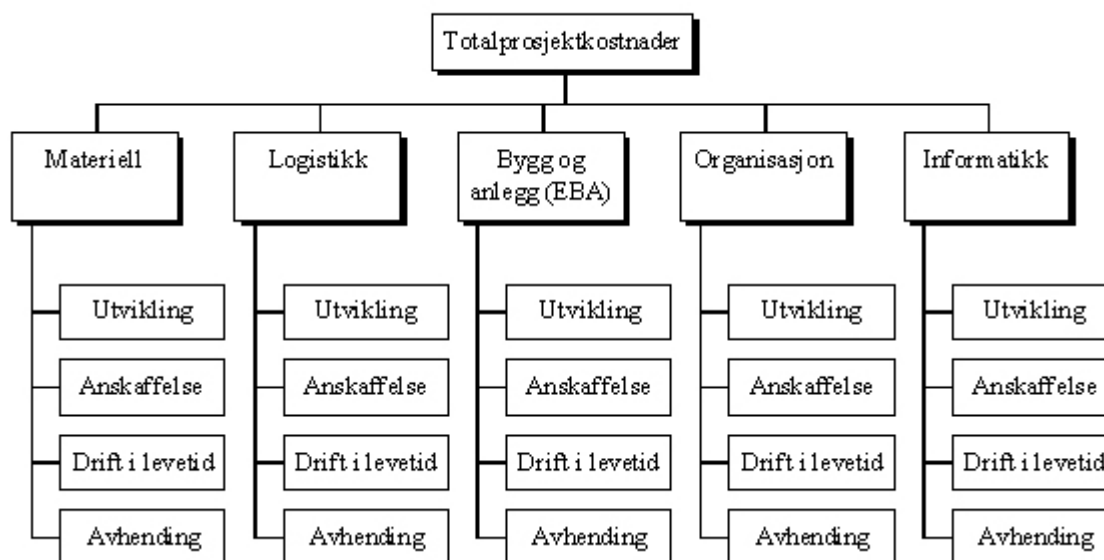 Totalprosjektkostnader
Materiell
Logistikk
Bygg og
anlegg (EBA)
Organisasjon
Informatikk
Utvikling
Utvikling
Utvikling
Utvikling
Utvikling
Anskaffelse
Anskaffelse
Anskaffelse
Anskaffelse
Anskaffelse
Drift i levetid
Drift i levetid
Drift i levetid
Drift i levetid
Drift i levetid
Avhending
Avhending
Avhending
Avhending
Avhending